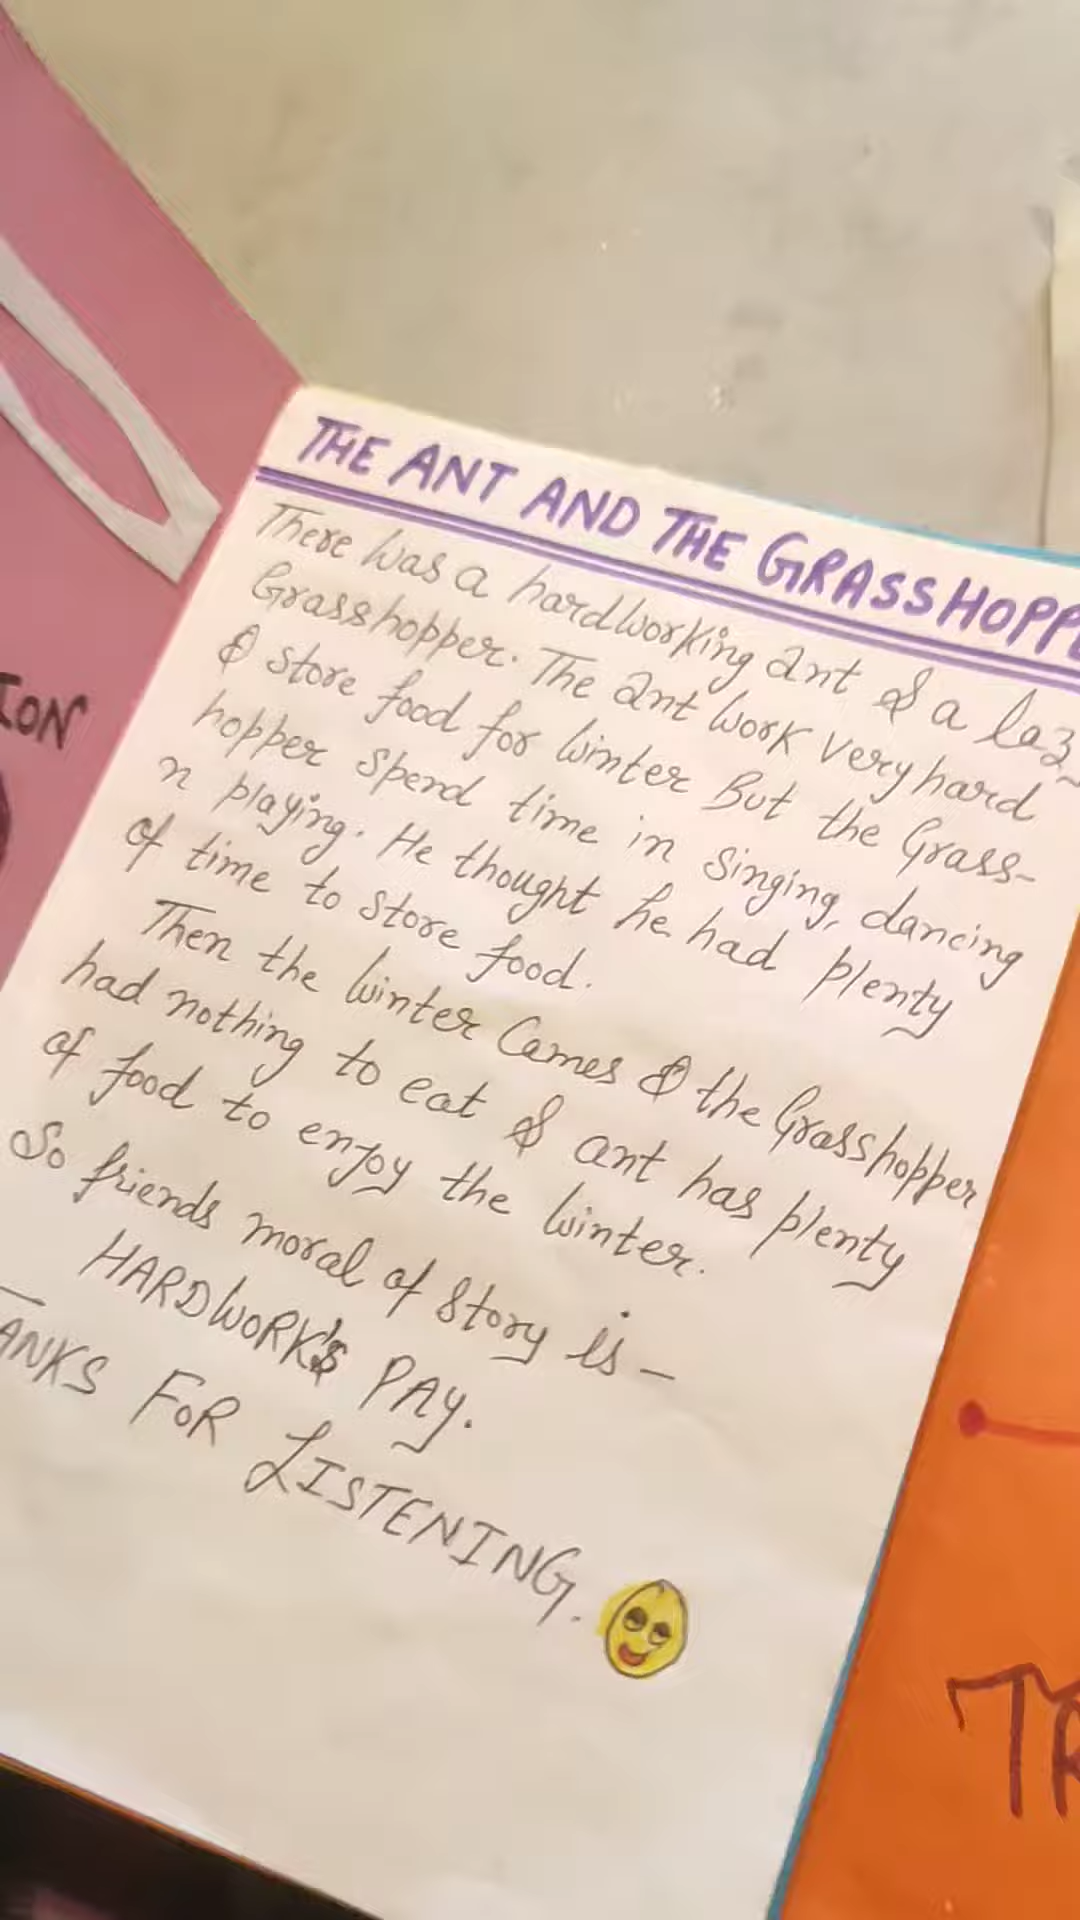 ION
THE ANT AND THE GRASSHOPPE
There was a hardworking ant & a laz
Grasshopper. The ant work very hard
& store food for winter But the Grass-
hopper spend time in singing, dancing
n playing. He thought he had plenty
of time to store food.
Then the winter Cames & the Grasshopper
had nothing to eat & ant has plenty
of food to enjoy the winter.
So friends moral of story is-
HARDWORK'S PAY.
ANKS FOR LISTENING.
TR